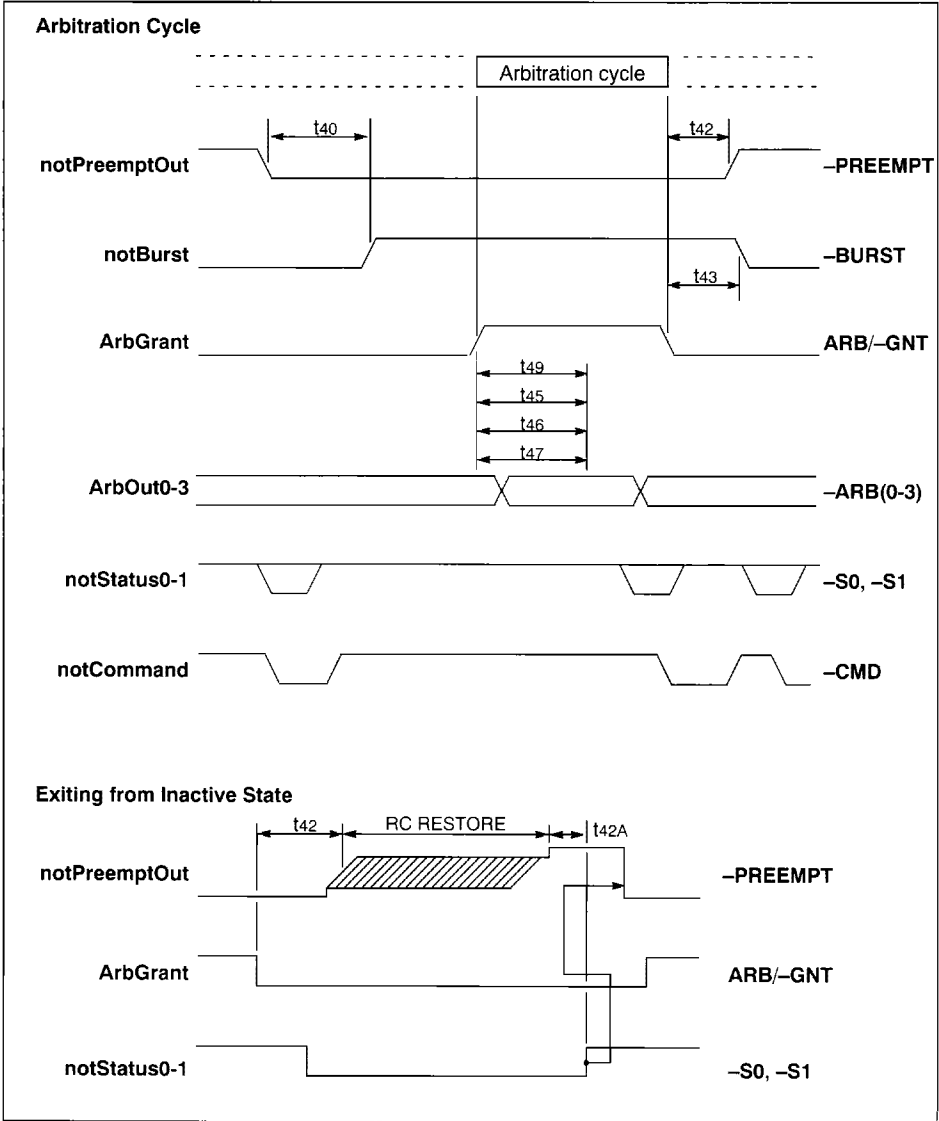 Arbitration Cycle
Arbitration cycle
t40
t42
notPreemptOut
–PREEMPT
notBurst
–BURST
t43
ArbGrant
ARB/–GNT
t49
t45
t46
t47
ArbOut0-3
–ARB(0-3)
notStatus0-1
–S0, –S1
notCommand
–CMD
Exiting from Inactive State
t42
RC RESTORE
t42A
notPreemptOut
–PREEMPT
ArbGrant
ARB/–GNT
notStatus0-1
–S0, –S1